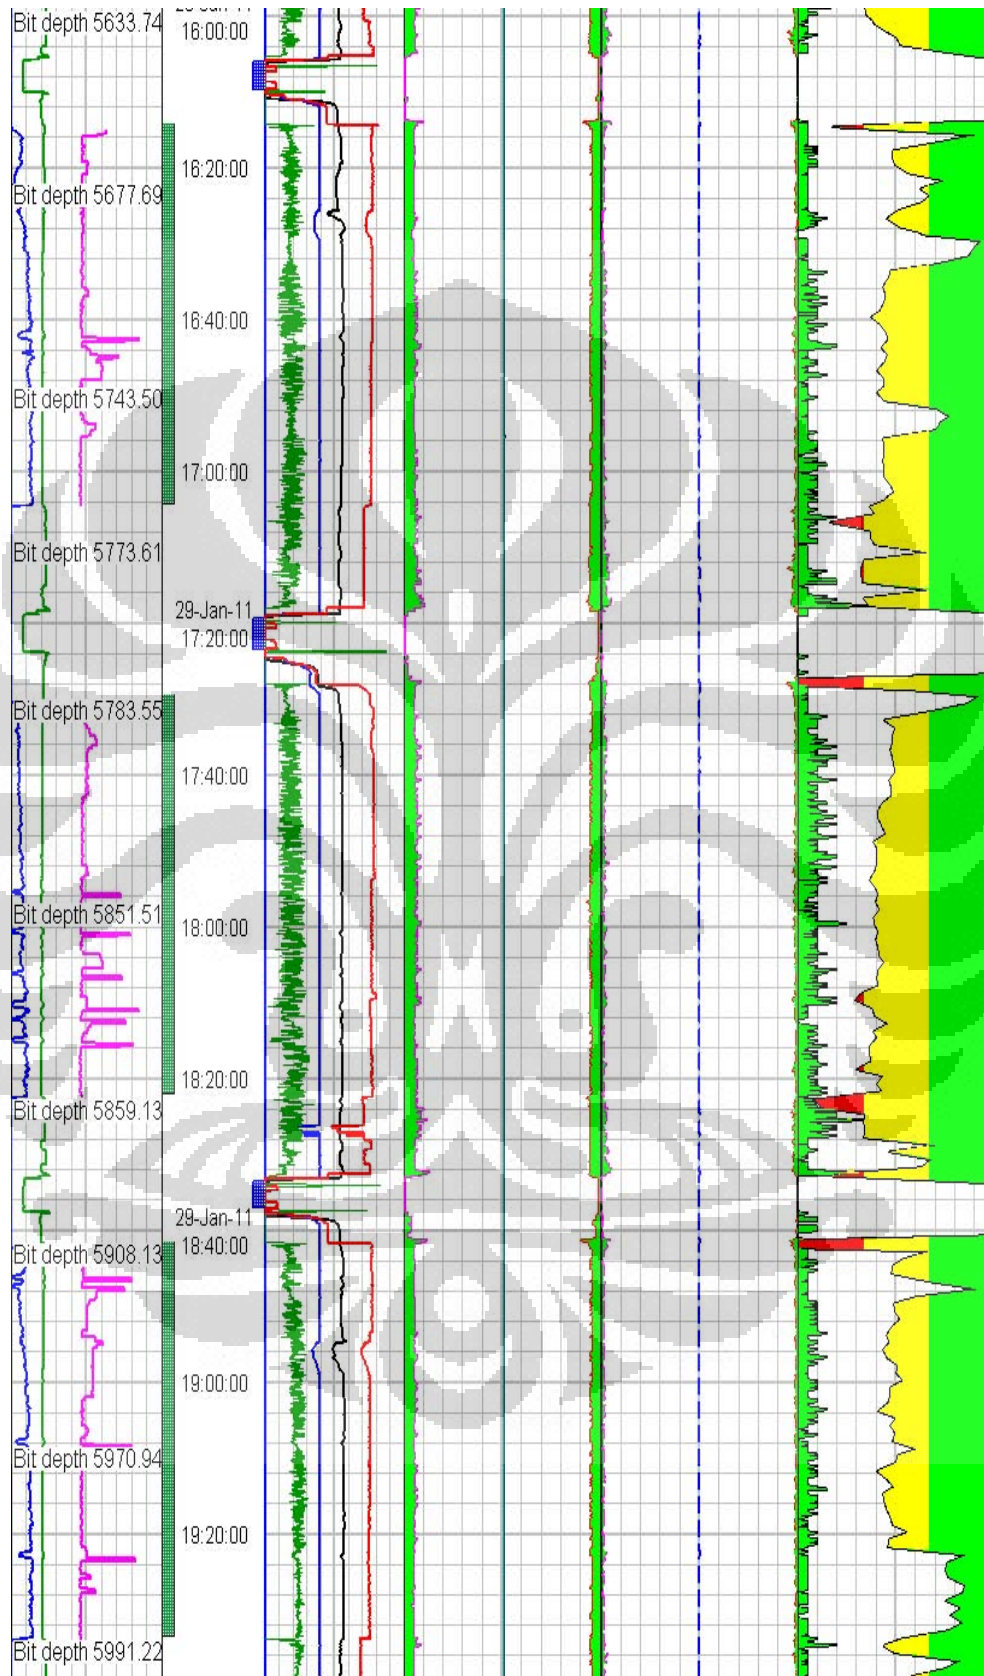 Bit depth 5633.74
16:00:00
16:20:00
Bit depth 5677.69
16:40:00
Bit depth 5743.50
17:00:00
Bit depth 5773.61
29-Jan-11
17:20:00
Bit depth 5783.55
17:40:00
Bit depth 5851.51
18:00:00
18:20:00
Bit depth 5859.13
29-Jan-11
18:40:00
Bit depth 5908.13
19:00:00
Bit depth 5970.94
19:20:00
Bit depth 5991.22